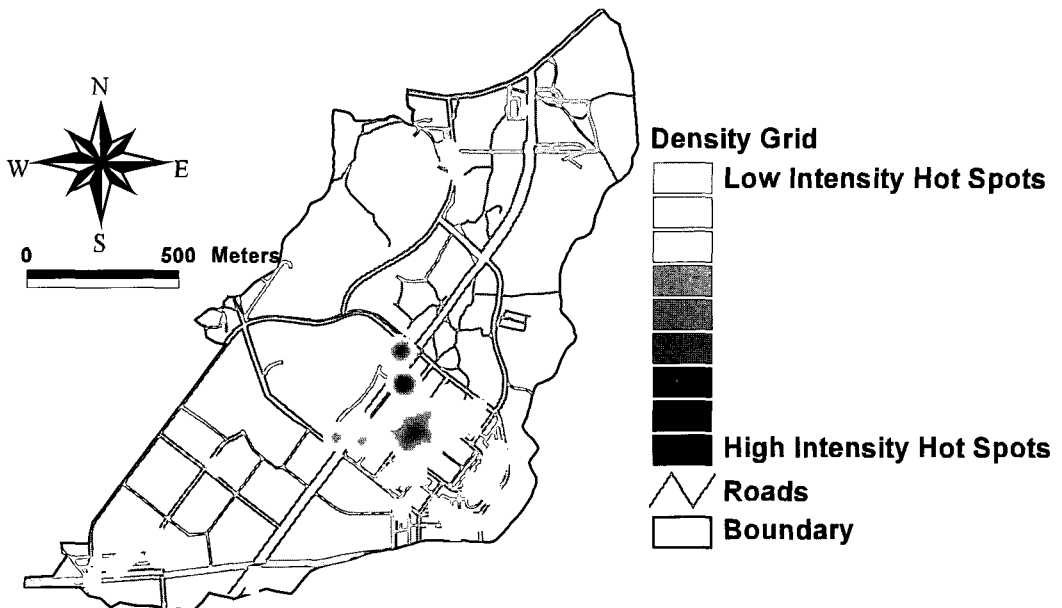 N
W E
S
0 500 Meters
Density Grid
Low Intensity Hot Spots
High Intensity Hot Spots
Roads
Boundary